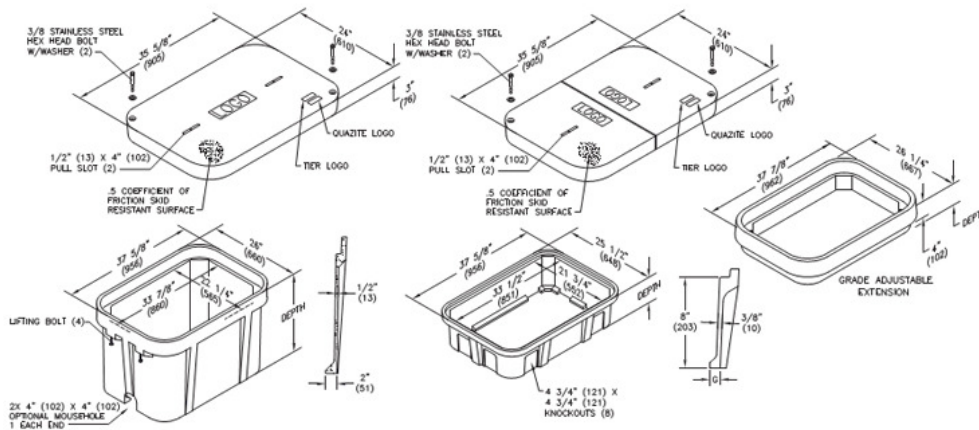 3/8 STAINLESS STEEL
HEX HEAD BOLT
W/WASHER (2)
35 5/8"
(905)
24"
(610)
3"
(76)
LOGO
QUAZITE LOGO
TIER LOGO
1/2" (13) X 4" (102)
PULL SLOT (2)
.5 COEFFICIENT OF
FRICTION SKID
RESISTANT SURFACE
3/8 STAINLESS STEEL
HEX HEAD BOLT
W/WASHER (2)
35 5/8"
(905)
24"
(610)
3"
(76)
LOGO
LOGO
QUAZITE LOGO
TIER LOGO
1/2" (13) X 4" (102)
PULL SLOT (2)
.5 COEFFICIENT OF
FRICTION SKID
RESISTANT SURFACE
37 7/8"
(962)
26 1/4"
(667)
DEPTH
4"
(102)
GRADE ADJUSTABLE
EXTENSION
37 5/8"
(956)
26"
(660)
33 7/8"
(860)
22 1/4"
(565)
DEPTH
LIFTING BOLT (4)
2X 4" (102) X 4" (102)
OPTIONAL MOUSEHOLE
1 EACH END
1/2"
(13)
2"
(51)
37 5/8"
(956)
25 1/2"
(648)
33 1/2"
(851)
21 3/4"
(552)
DEPTH
4 3/4" (121) X
4 3/4" (121)
KNOCKOUTS (8)
8"
(203)
3/8"
(10)
G